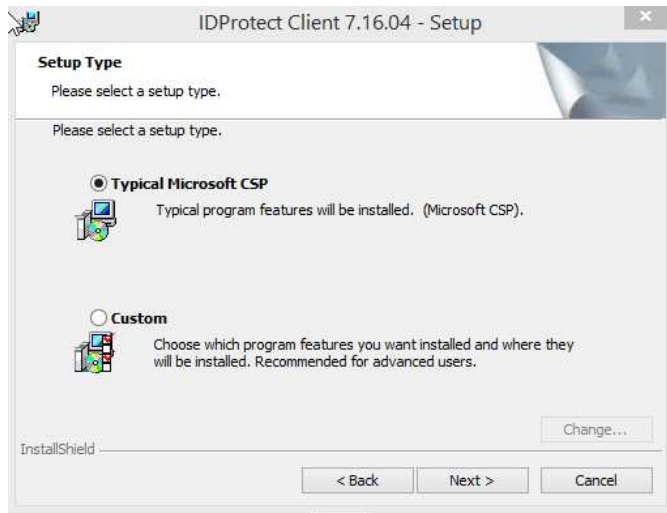 IDProtect Client 7.16.04 - Setup
Setup Type
Please select a setup type.
Please select a setup type.
Typical Microsoft CSP
Typical program features will be installed. (Microsoft CSP).
Custom
Choose which program features you want installed and where they
will be installed. Recommended for advanced users.
Change...
InstallShield
< Back Next > Cancel